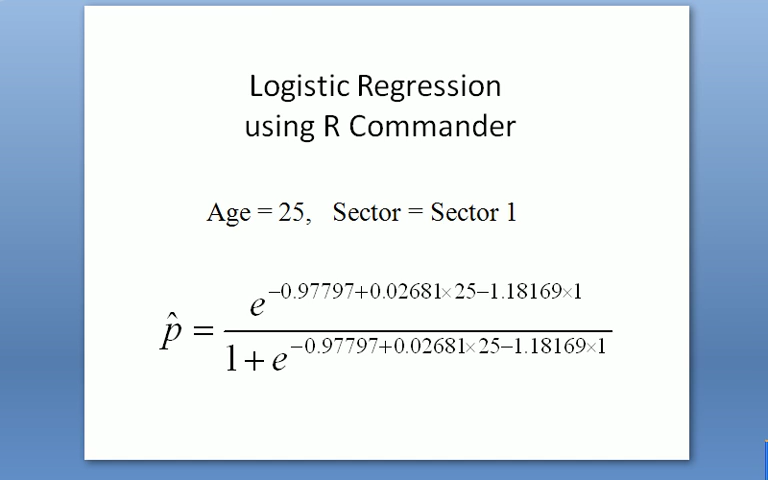 Logistic Regression
using R Commander
Age = 25, Sector = Sector 1
p̂ = e^(−0.97797+0.02681×25−1.18169×1) / (1+e^(−0.97797+0.02681×25−1.18169×1))